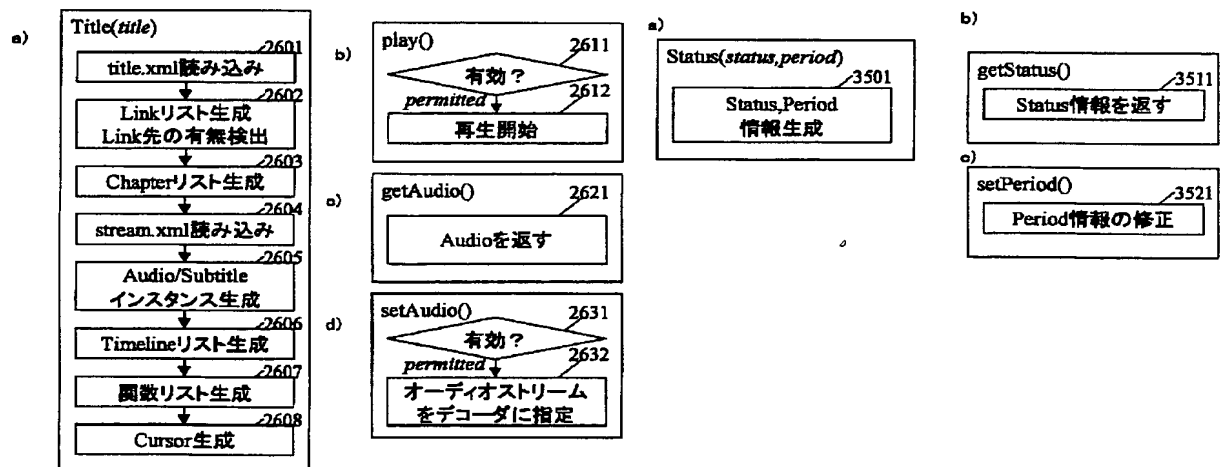 a)
Title(title)
2601
title.xml読み込み
2602
Linkリスト生成
Link先の有無検出
2603
Chapterリスト生成
2604
stream.xml読み込み
2605
Audio/Subtitle
インスタンス生成
2606
Timelineリスト生成
2607
関数リスト生成
2608
Cursor生成
b)
play()
2611
有効？
permitted
2612
再生開始
c)
getAudio()
2621
Audioを返す
d)
setAudio()
2631
有効？
permitted
2632
オーディオストリーム
をデコーダに指定
a)
Status(status,period)
3501
Status,Period
情報生成
b)
getStatus()
3511
Status情報を返す
c)
setPeriod()
3521
Period情報の修正